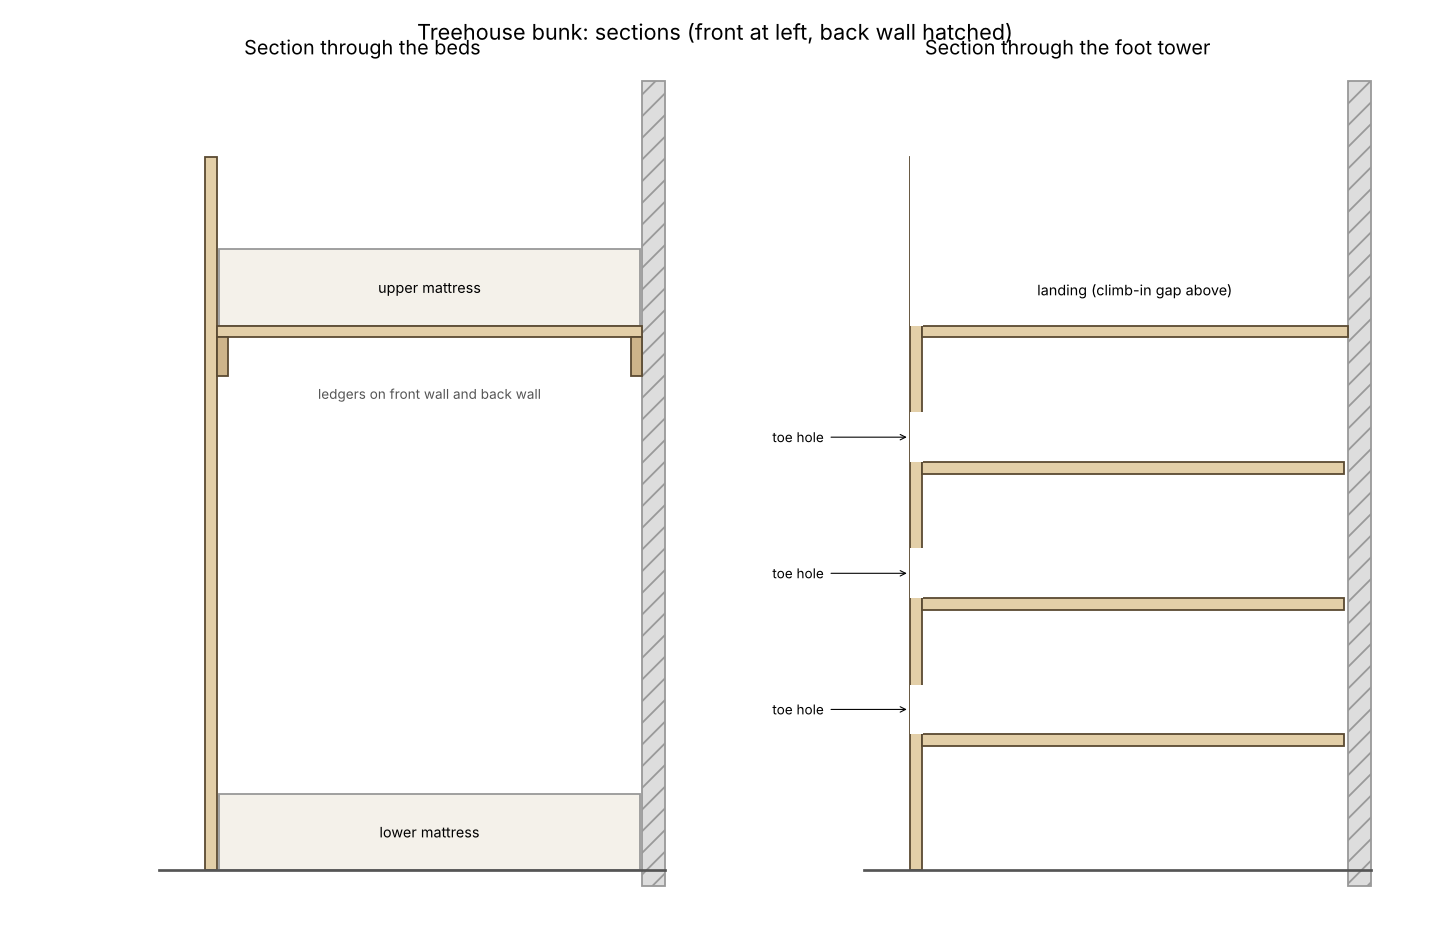 Treehouse bunk: sections (front at left, back wall hatched)
Section through the beds
upper mattress
ledgers on front wall and back wall
lower mattress
Section through the foot tower
landing (climb-in gap above)
toe hole
toe hole
toe hole